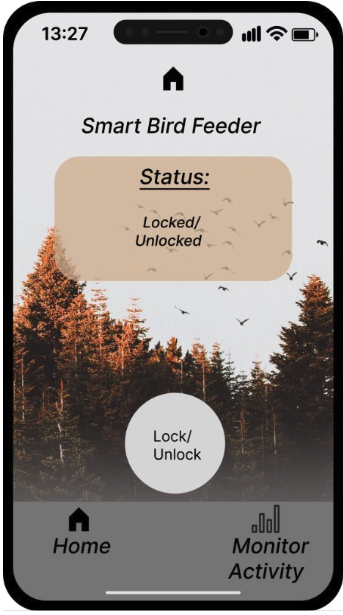 13:27
Smart Bird Feeder
Status:
Locked/
Unlocked
Lock/
Unlock
Home
Monitor
Activity